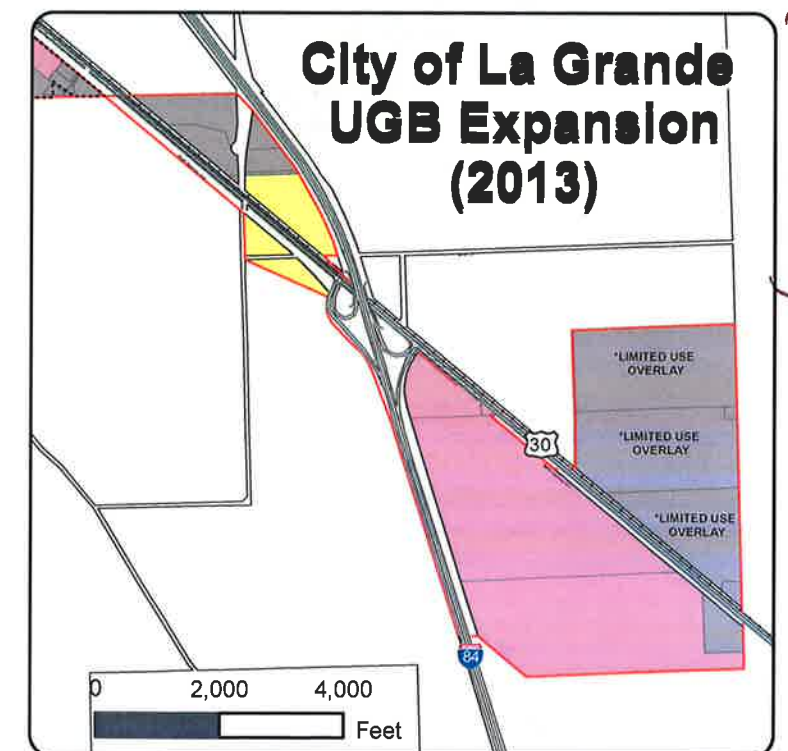 City of La Grande
UGB Expansion
(2013)
*LIMITED USE
OVERLAY
30
*LIMITED USE
OVERLAY
*LIMITED USE
OVERLAY
84
0 2,000 4,000
Feet